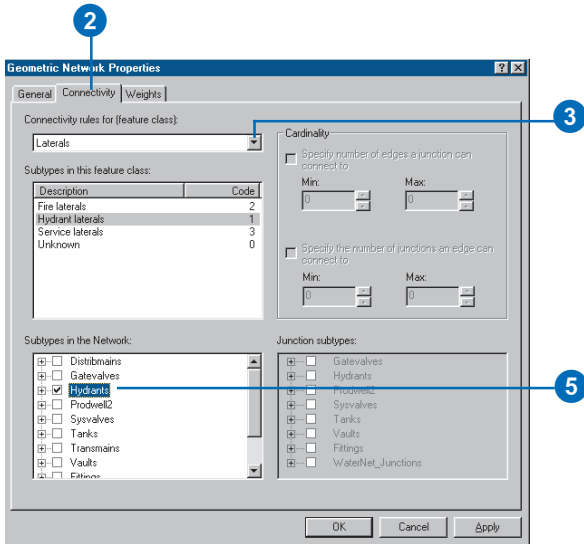 2
Geometric Network Properties
General Connectivity Weights
Connectivity rules for (feature class):
Laterals
3
Subtypes in this feature class:
Description Code
Fire laterals 2
Hydrant laterals 1
Service laterals 3
Unknown 0
Cardinality
Specify number of edges a junction can
connect to
Min: Max:
0 0
Specify the number of junctions an edge can
connect to
Min: Max:
0 0
Subtypes in the Network:
Distribmains
Gatevalves
Hydrants
Prodwell2
Sysvalves
Tanks
Transmains
Vaults
Fittings
Junction subtypes:
Gatevalves
Hydrants
Prodwell2
Sysvalves
Tanks
Vaults
Fittings
WaterNet_Junctions
5
OK Cancel Apply